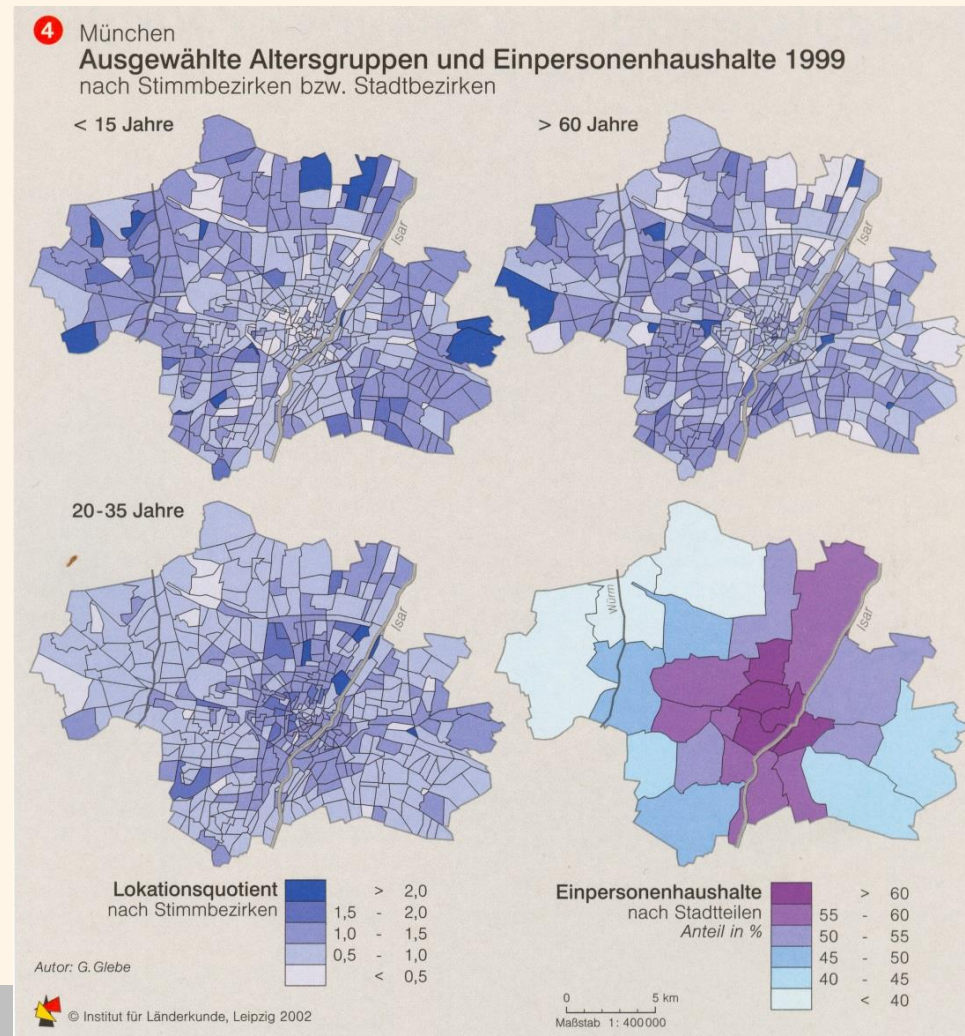 4 München
Ausgewählte Altersgruppen und Einpersonenhaushalte 1999
nach Stimmbezirken bzw. Stadtbezirken
< 15 Jahre
Isar
> 60 Jahre
Isar
20-35 Jahre
Isar
Würm
Isar
Lokationsquotient
nach Stimmbezirken
> 2,0
1,5 - 2,0
1,0 - 1,5
0,5 - 1,0
< 0,5
Einpersonenhaushalte
nach Stadtteilen
Anteil in %
> 60
55 - 60
50 - 55
45 - 50
40 - 45
< 40
Autor: G. Glebe
© Institut für Länderkunde, Leipzig 2002
0 5 km
Maßstab 1: 400000